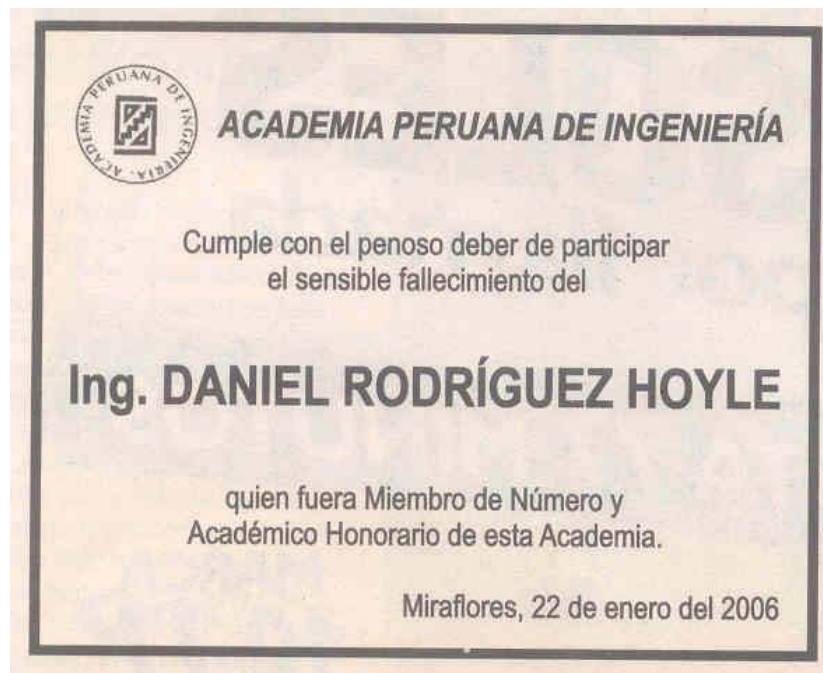 ACADEMIA PERUANA DE INGENIERIA.
ACADEMIA PERUANA DE INGENIERÍA
Cumple con el penoso deber de participar
el sensible fallecimiento del
Ing. DANIEL RODRÍGUEZ HOYLE
quien fuera Miembro de Número y
Académico Honorario de esta Academia.
Miraflores, 22 de enero del 2006